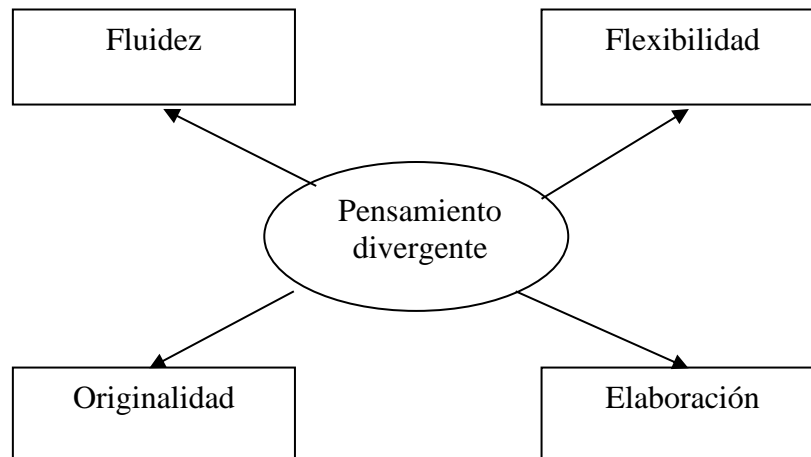 Fluidez
Flexibilidad
Pensamiento
divergente
Originalidad
Elaboración